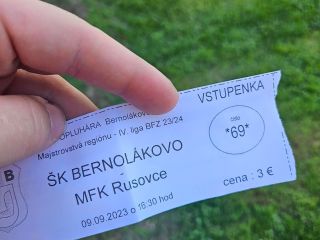 VSTUPENKA
OPLUHÁRA Bernolákovo
Majstrovstvá regiónu - IV. liga BFZ 23/24
číslo
*69*
ŠK BERNOLÁKOVO
-
MFK Rusovce
09.09.2023 o 16:30 hod
cena : 3 €
B